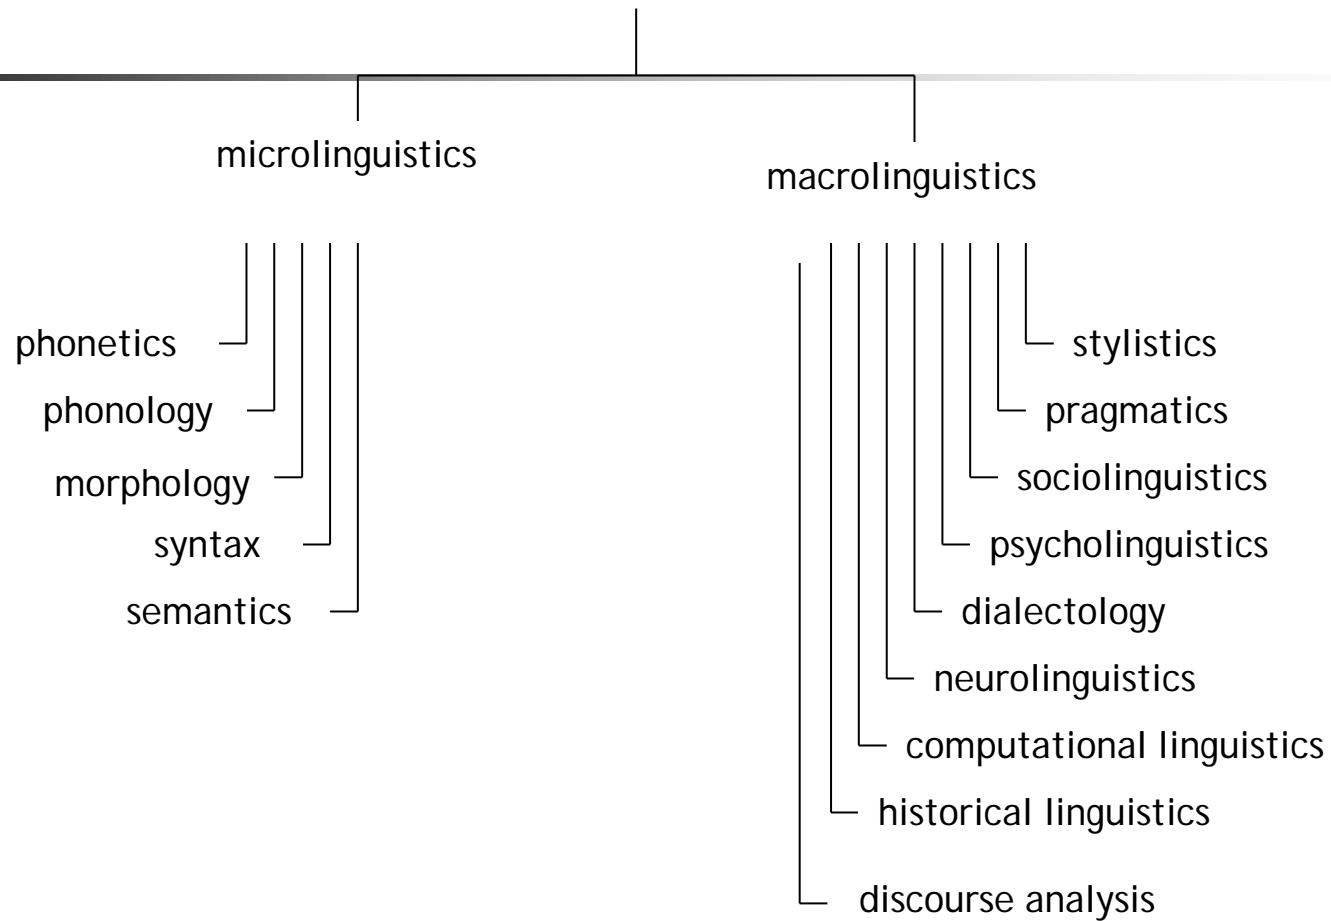 microlinguistics
macrolinguistics
phonetics
phonology
morphology
syntax
semantics
stylistics
pragmatics
sociolinguistics
psycholinguistics
dialectology
neurolinguistics
computational linguistics
historical linguistics
discourse analysis